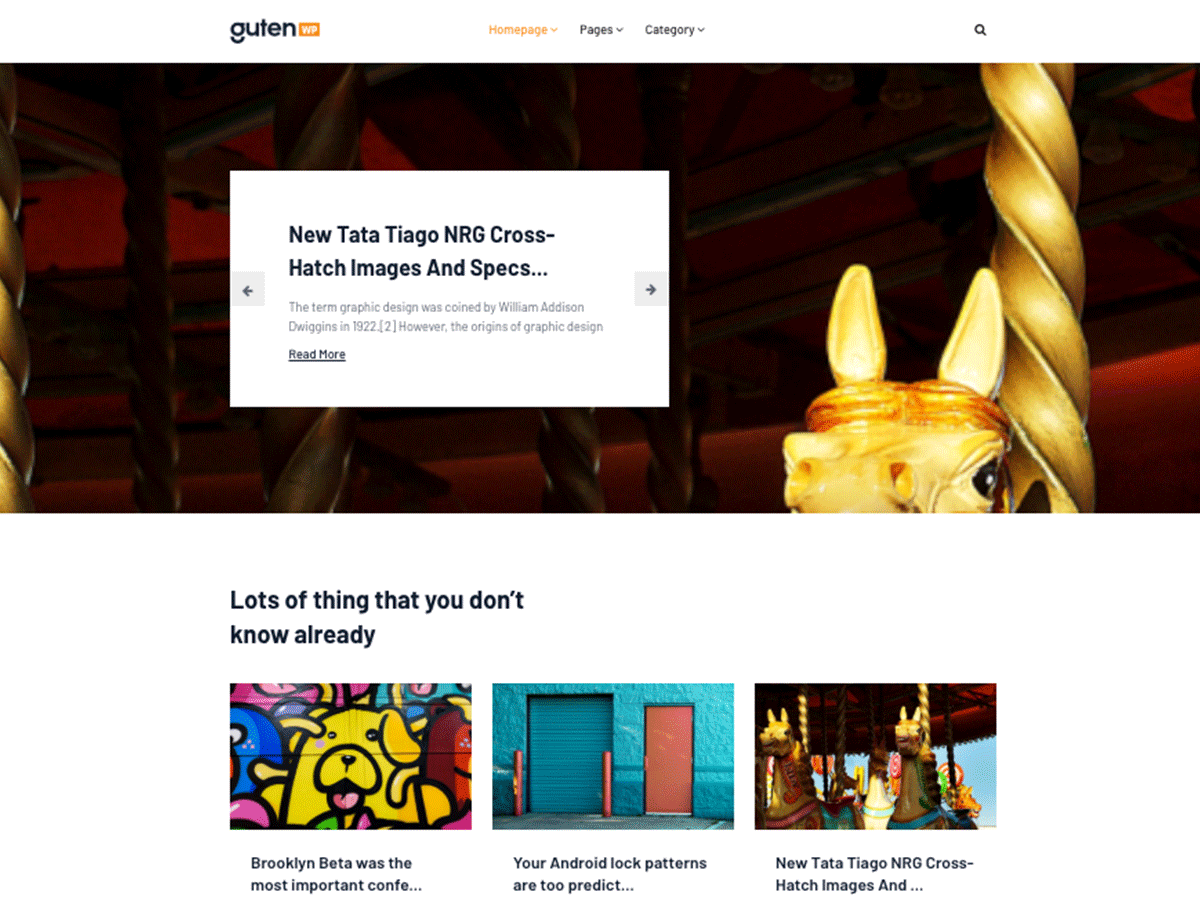 guten WP
Homepage Pages Category
New Tata Tiago NRG Cross-
Hatch Images And Specs...
The term graphic design was coined by William Addison
Dwiggins in 1922.[2] However, the origins of graphic design
Read More
Lots of thing that you don’t
know already
Brooklyn Beta was the
most important confe...
Your Android lock patterns
are too predict...
New Tata Tiago NRG Cross-
Hatch Images And ...